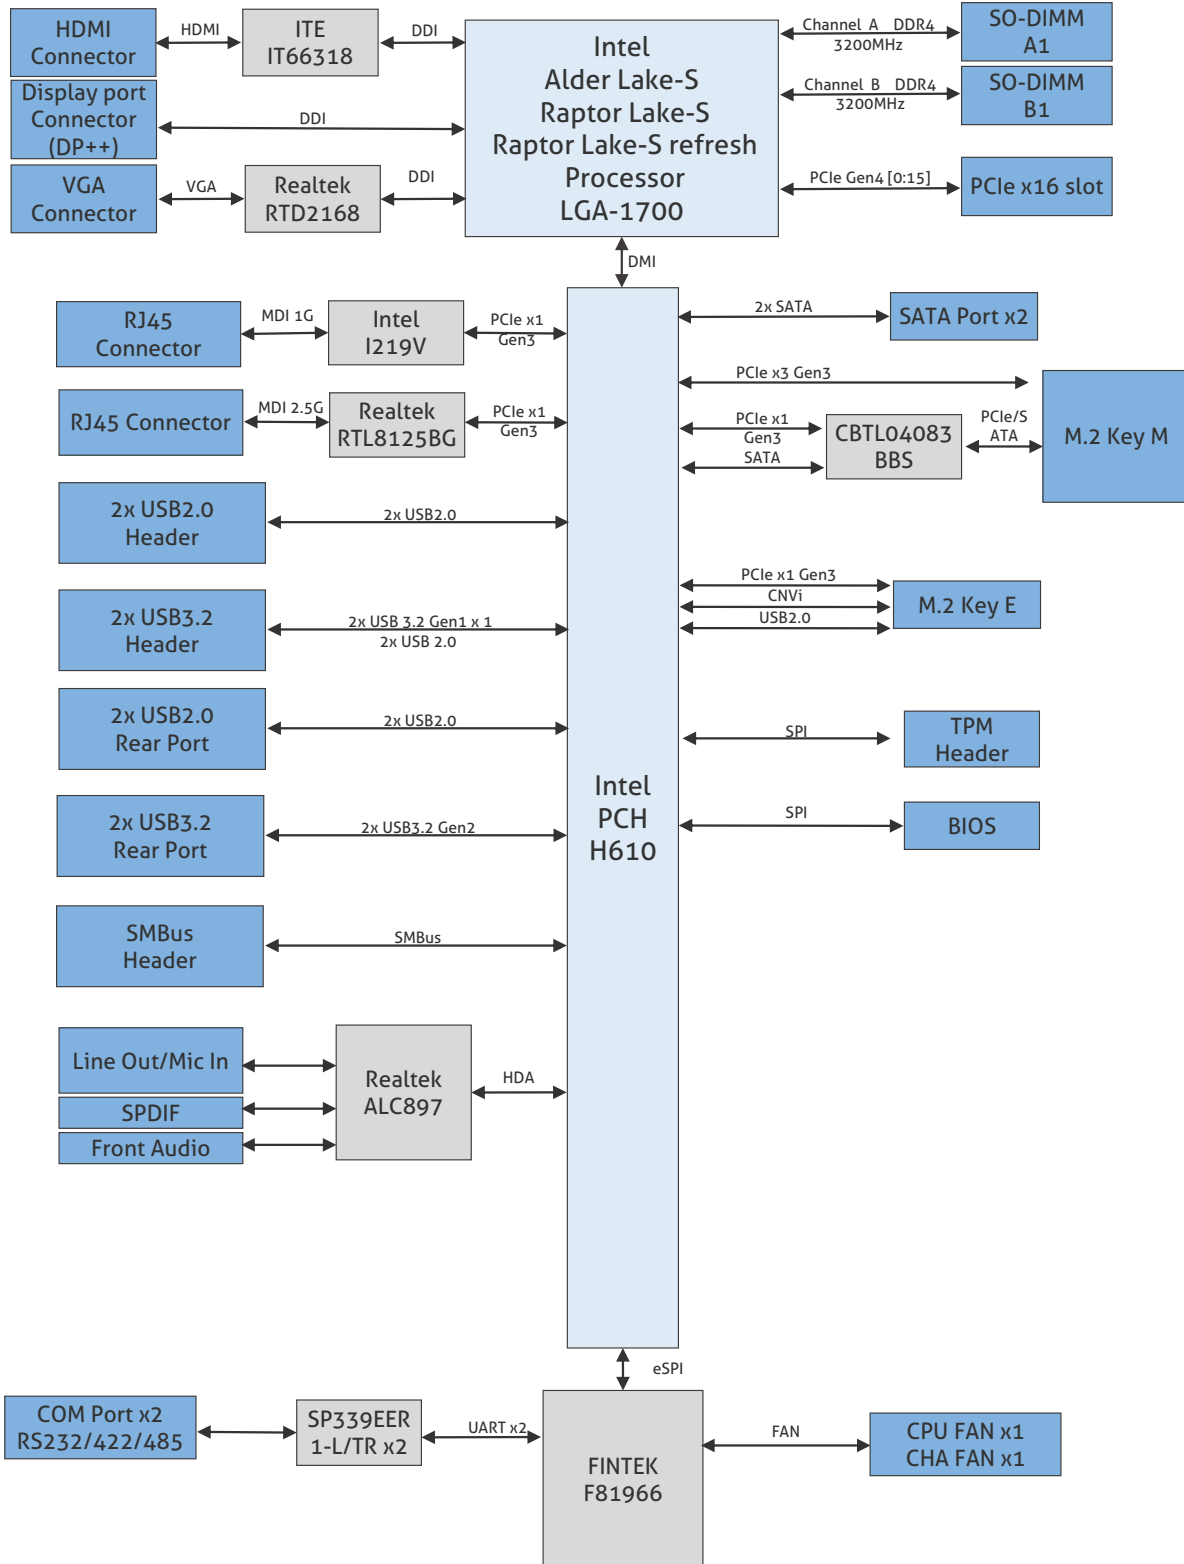 HDMI
Connector
HDMI
ITE
IT66318
DDI
Display port
Connector
(DP++)
DDI
VGA
Connector
VGA
Realtek
RTD2168
DDI
Intel
Alder Lake-S
Raptor Lake-S
Raptor Lake-S refresh
Processor
LGA-1700
Channel A DDR4
3200MHz
SO-DIMM
A1
Channel B DDR4
3200MHz
SO-DIMM
B1
PCIe Gen4 [0:15]
PCIe x16 slot
DMI
RJ45
Connector
MDI 1G
Intel
I219V
PCIe x1
Gen3
RJ45 Connector
MDI 2.5G
Realtek
RTL8125BG
PCIe x1
Gen3
2x USB2.0
Header
2x USB2.0
2x USB3.2
Header
2x USB 3.2 Gen1 x 1
2x USB 2.0
2x USB2.0
Rear Port
2x USB2.0
2x USB3.2
Rear Port
2x USB3.2 Gen2
SMBus
Header
SMBus
Line Out/Mic In
SPDIF
Front Audio
Realtek
ALC897
HDA
Intel
PCH
H610
2x SATA
SATA Port x2
PCIe x3 Gen3
PCIe x1
Gen3
SATA
CBTL04083
BBS
PCIe/S
ATA
M.2 Key M
PCIe x1 Gen3
CNVi
USB2.0
M.2 Key E
SPI
TPM
Header
SPI
BIOS
eSPI
COM Port x2
RS232/422/485
SP339EER
1-L/TR x2
UART x2
FINTEK
F81966
FAN
CPU FAN x1
CHA FAN x1